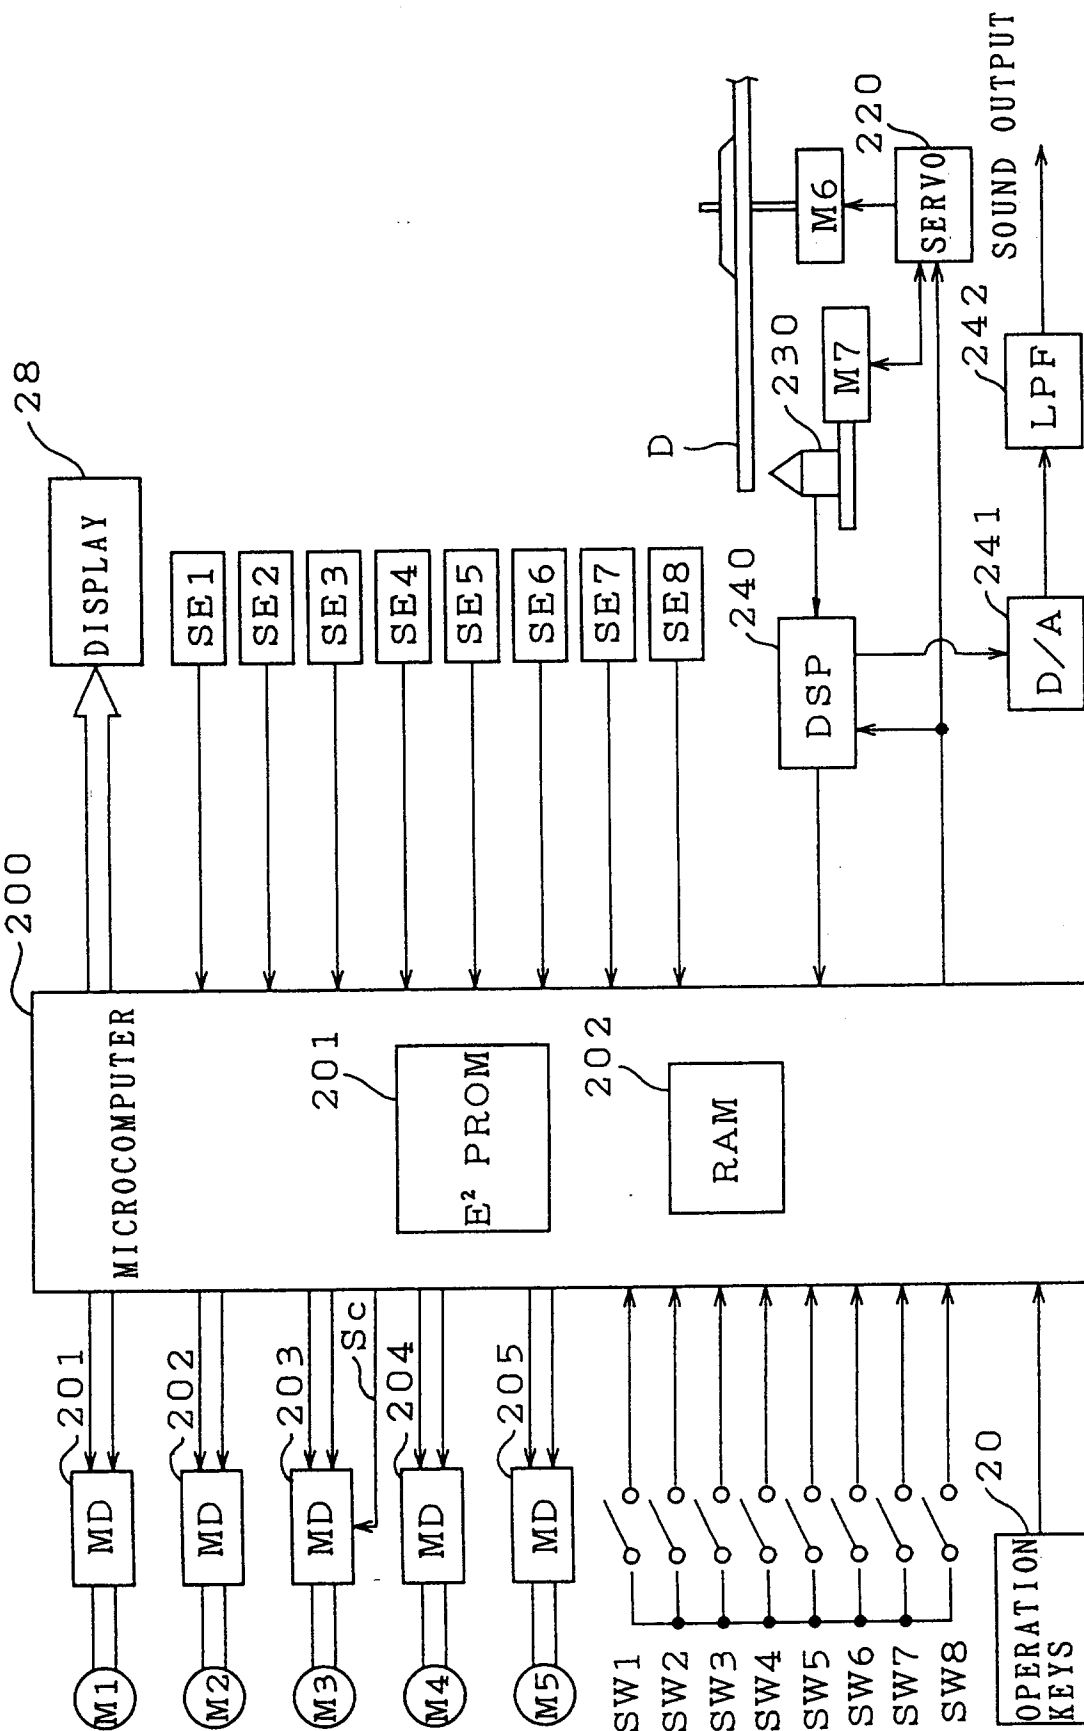 200
28
MICROCOMPUTER
DISPLAY
201
E² PROM
202
RAM
M1
MD
201
M2
MD
202
M3
MD
203
Sc
M4
MD
204
M5
MD
205
SW1
SW2
SW3
SW4
SW5
SW6
SW7
SW8
OPERATION
KEYS
20
SE1
SE2
SE3
SE4
SE5
SE6
SE7
SE8
D
M6
M7
230
SERVO
220
DSP
240
D/A
241
LPF
242
SOUND OUTPUT